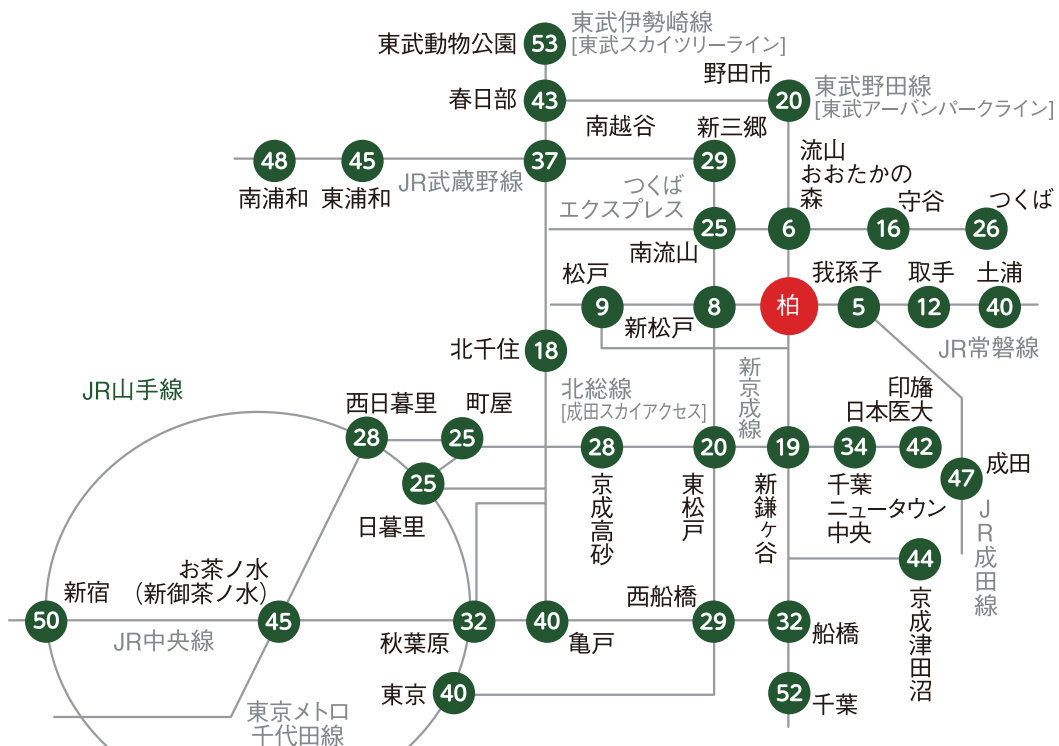 東武伊勢崎線
[東武スカイツリーライン]
東武動物公園
53
野田市
春日部
43
20
東武野田線
[東武アーバンパークライン]
南越谷
新三郷
48
45
37
29
南浦和
東浦和
JR武蔵野線
流山
おおたかの
森
つくば
エクスプレス
守谷
つくば
25
6
16
26
南流山
松戸
我孫子
取手
土浦
9
新松戸
8
柏
5
12
40
JR常磐線
北千住
18
JR山手線
新京成線
北総線
[成田スカイアクセス]
西日暮里
町屋
印旛
日本医大
28
25
28
20
19
34
42
25
日暮里
京成高砂
東松戸
新鎌ヶ谷
千葉
ニュータウン
中央
47
成田
JR成田線
44
京成津田沼
お茶ノ水
(新御茶ノ水)
新宿
50
JR中央線
45
秋葉原
32
40
亀戸
西船橋
29
32
船橋
東京
40
52
千葉
東京メトロ
千代田線